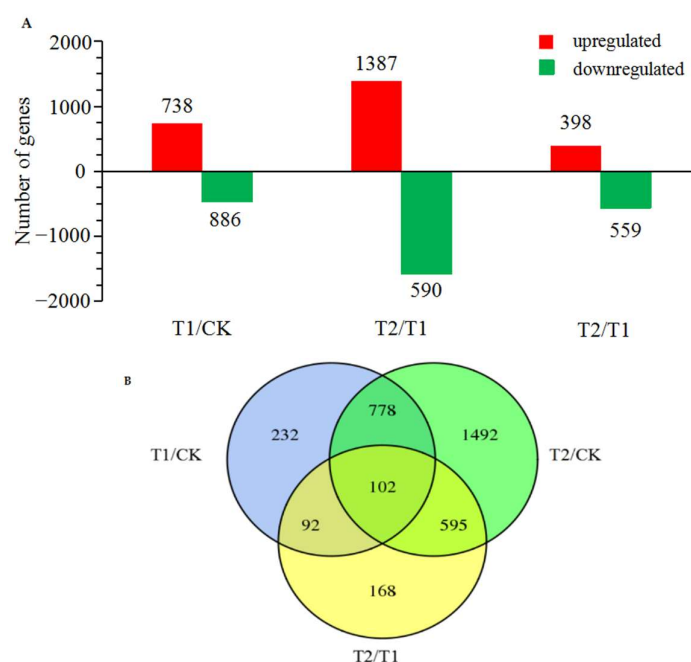 A
2000
1000
0
−1000
−2000
Number of genes
upregulated
downregulated
738
886
1387
590
398
559
T1/CK
T2/T1
T2/T1
B
T1/CK
T2/CK
T2/T1
232
778
1492
102
92
595
168